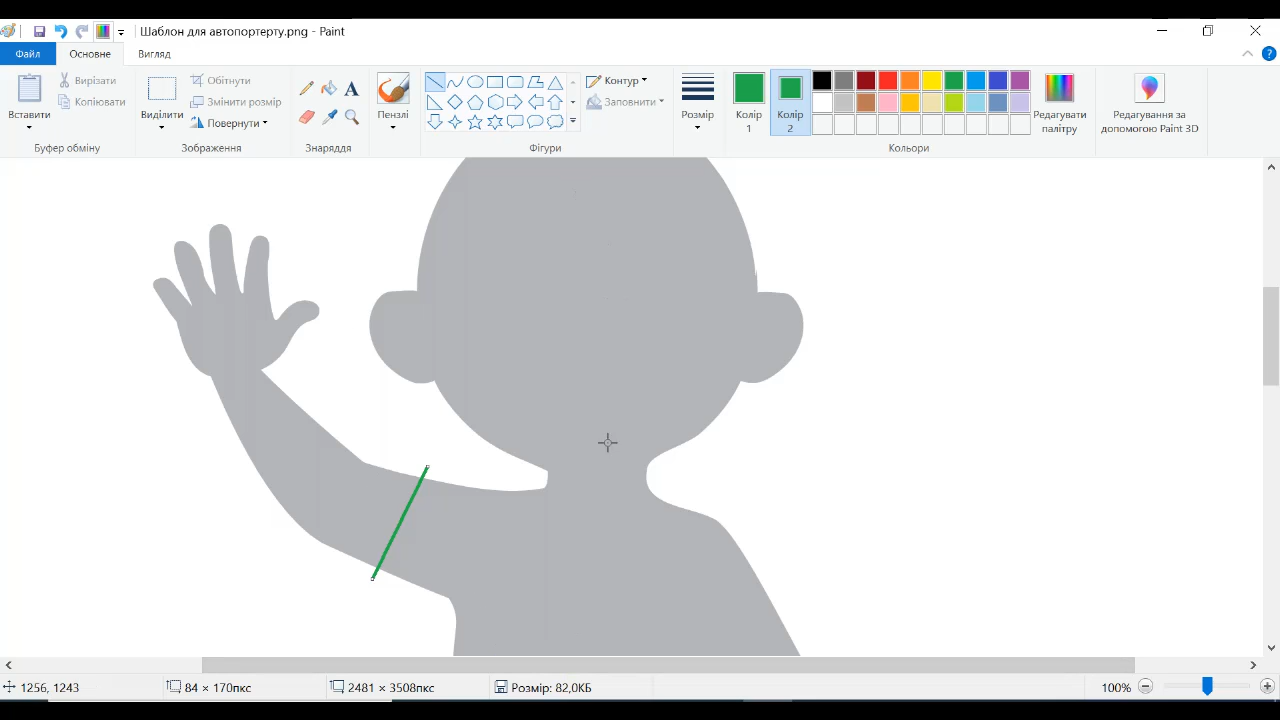 Шаблон для автопортерту.png - Paint
Файл
Основне
Вигляд
Вставити
Вирізати
Копіювати
Буфер обміну
Виділити
Обітнути
Змінити розмір
Повернути
Зображення
Знаряддя
Пензлі
Контур
Заповнити
Фігури
Розмір
Колір
1
Колір
2
Редагувати
палітру
Кольори
Редагування за
допомогою Paint 3D
1256, 1243
84 × 170пкс
2481 × 3508пкс
Розмір: 82,0КБ
100%